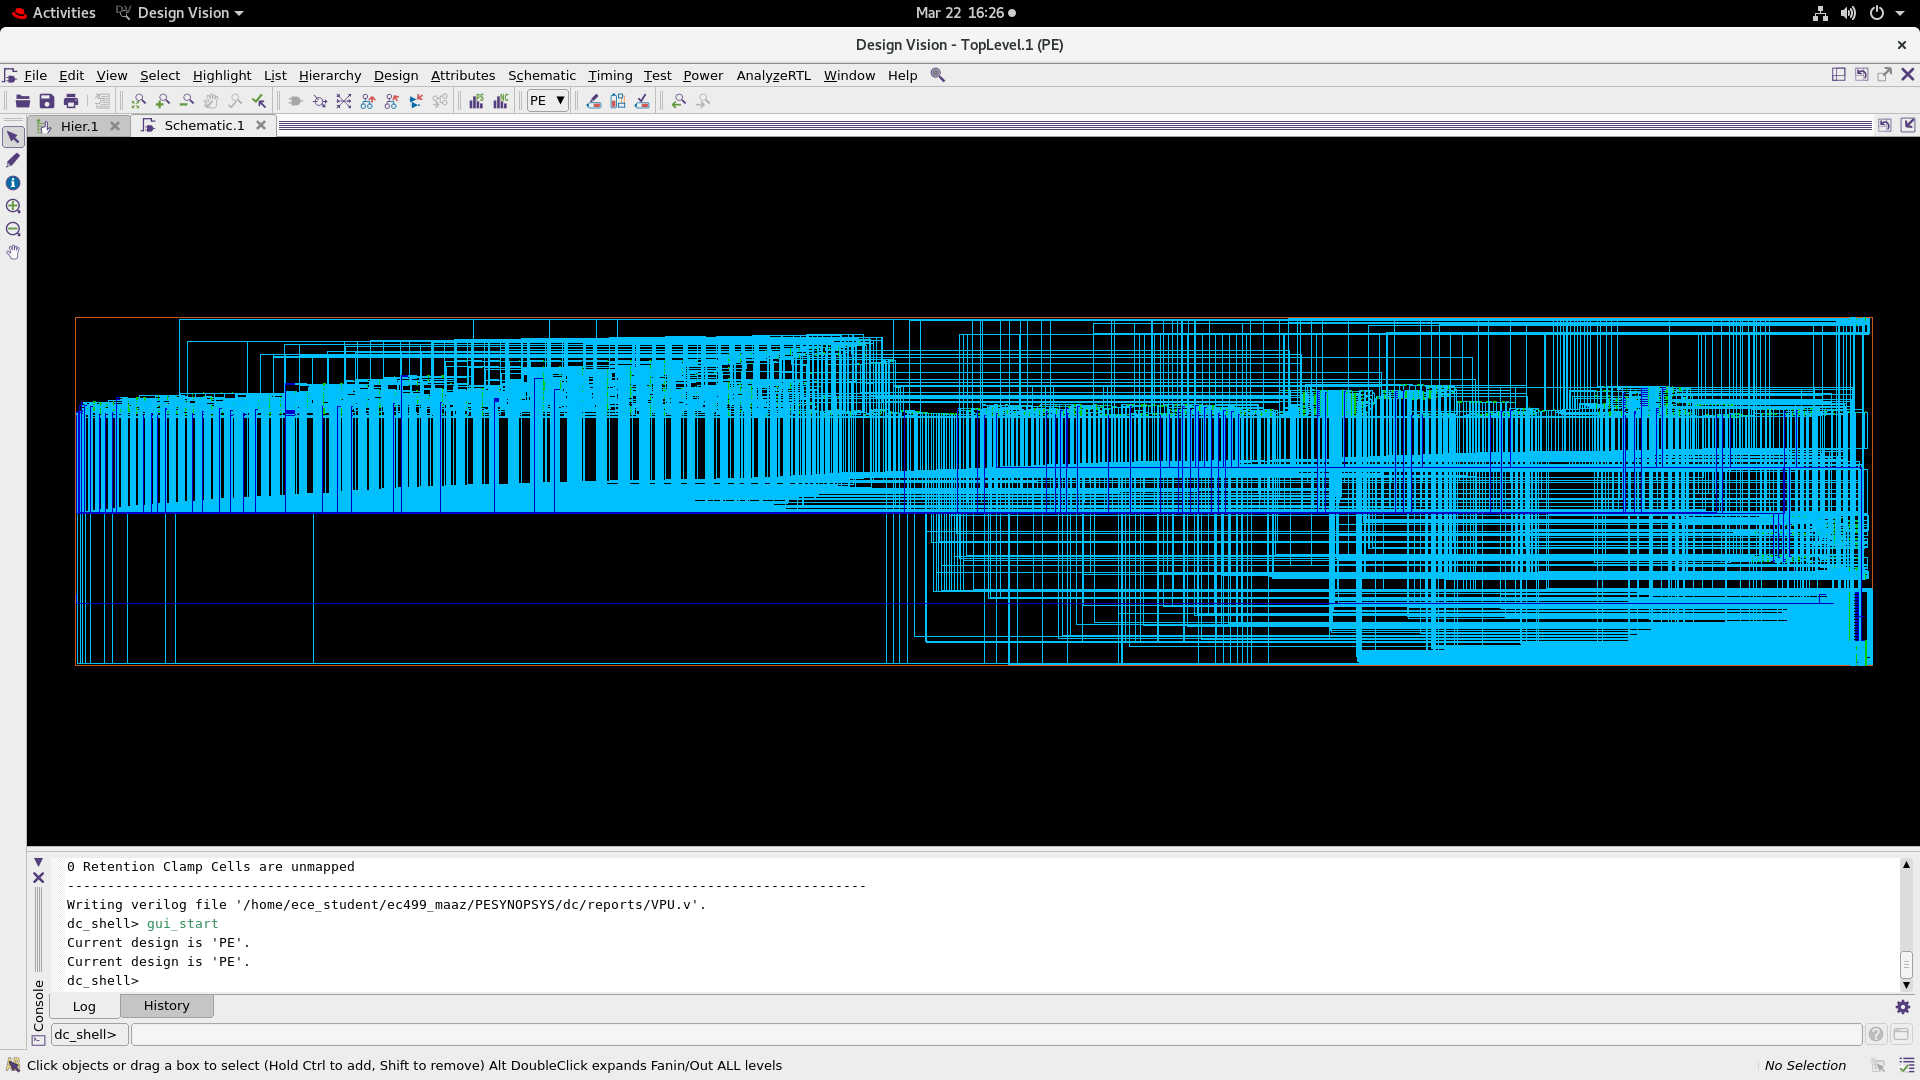 Activities Design Vision Mar 22 16:26
Design Vision - TopLevel.1 (PE)
File Edit View Select Highlight List Hierarchy Design Attributes Schematic Timing Test Power AnalyzeRTL Window Help
PE
Hier.1 Schematic.1
0 Retention Clamp Cells are unmapped
----------------------------------------------------------------------------------------------------
Writing verilog file '/home/ece_student/ec499_maaz/PESYNOPSYS/dc/reports/VPU.v'.
dc_shell> gui_start
Current design is 'PE'.
Current design is 'PE'.
dc_shell>
Console
Log History
dc_shell>
Click objects or drag a box to select (Hold Ctrl to add, Shift to remove) Alt DoubleClick expands Fanin/Out ALL levels No Selection